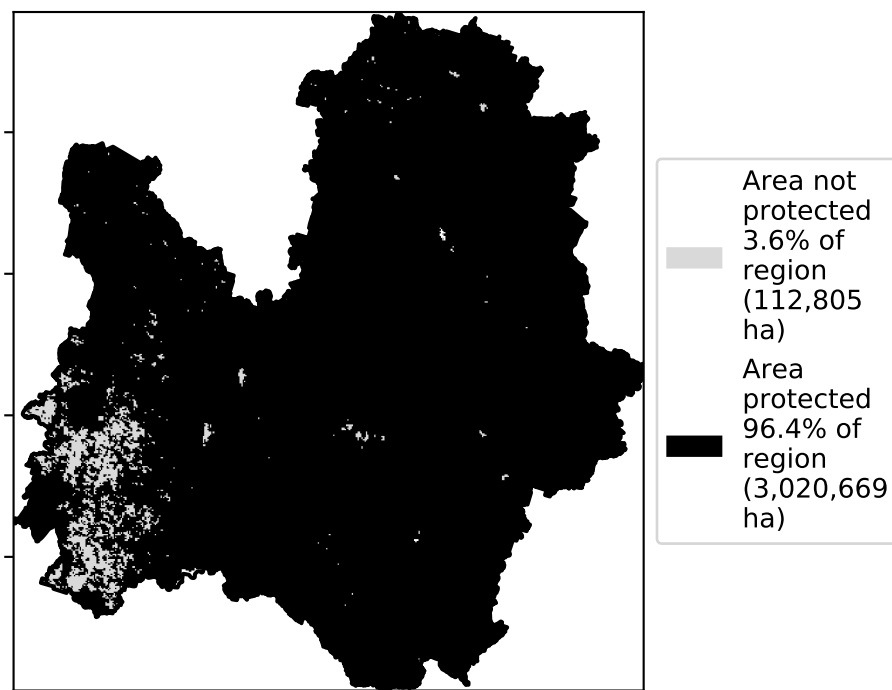 Area not
protected
3.6% of
region
(112,805
ha)
Area
protected
96.4% of
region
(3,020,669
ha)